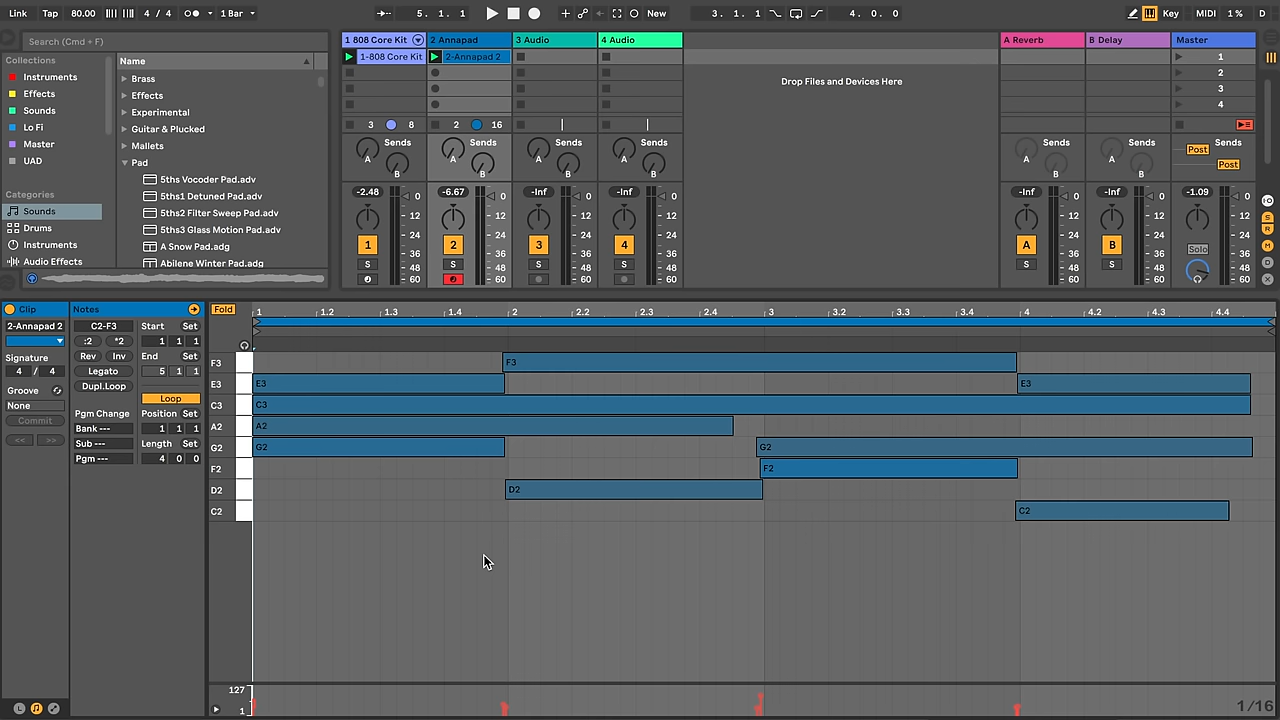 Link Tap 80.00 4 / 4 1 Bar 5. 1. 1 New 3. 1. 1 4. 0. 0 Key MIDI 1 % D
Search (Cmd + F)
Collections
Instruments
Effects
Sounds
Lo Fi
Master
UAD
Categories
Sounds
Drums
Instruments
Audio Effects
Name
Brass
Effects
Experimental
Guitar & Plucked
Mallets
Pad
5ths Vocoder Pad.adv
5ths1 Detuned Pad.adv
5ths2 Filter Sweep Pad.adv
5ths3 Glass Motion Pad.adv
A Snow Pad.adg
Abilene Winter Pad.adg
1 808 Core Kit 2 Annapad 3 Audio 4 Audio A Reverb B Delay Master
1-808 Core Kit 2-Annapad 2 1
2
3
4
Drop Files and Devices Here
3 8 2 16
Sends Sends Sends Sends Sends
A A A A A A Post
B B B B B B Post
-2.48 -6.67 -Inf -Inf -Inf -Inf -1.09
0 0 0 0 0 0 0
12 12 12 12 12 12 12
24 24 24 24 24 24 24
1 2 3 4 A B Solo
36 36 36 36 36 36 36
S S S S S S
48 48 48 48 48 48 48
60 60 60 60 60 60 60
Clip
2-Annapad 2
Signature
4 / 4
Groove
None
Commit
<< >>
Notes
C2-F3
:2 *2
Rev Inv
Legato
Dupl.Loop
Pgm Change
Bank ---
Sub ---
Pgm ---
Start Set
1 1 1
End Set
5 1 1
Loop
Position Set
1 1 1
Length Set
4 0 0
Fold 1 1.2 1.3 1.4 2 2.2 2.3 2.4 3 3.2 3.3 3.4 4 4.2 4.3 4.4
F3 F3
E3 E3 E3
C3 C3
A2 A2
G2 G2 G2
F2 F2
D2 D2
C2 C2
127
1
1/16
L